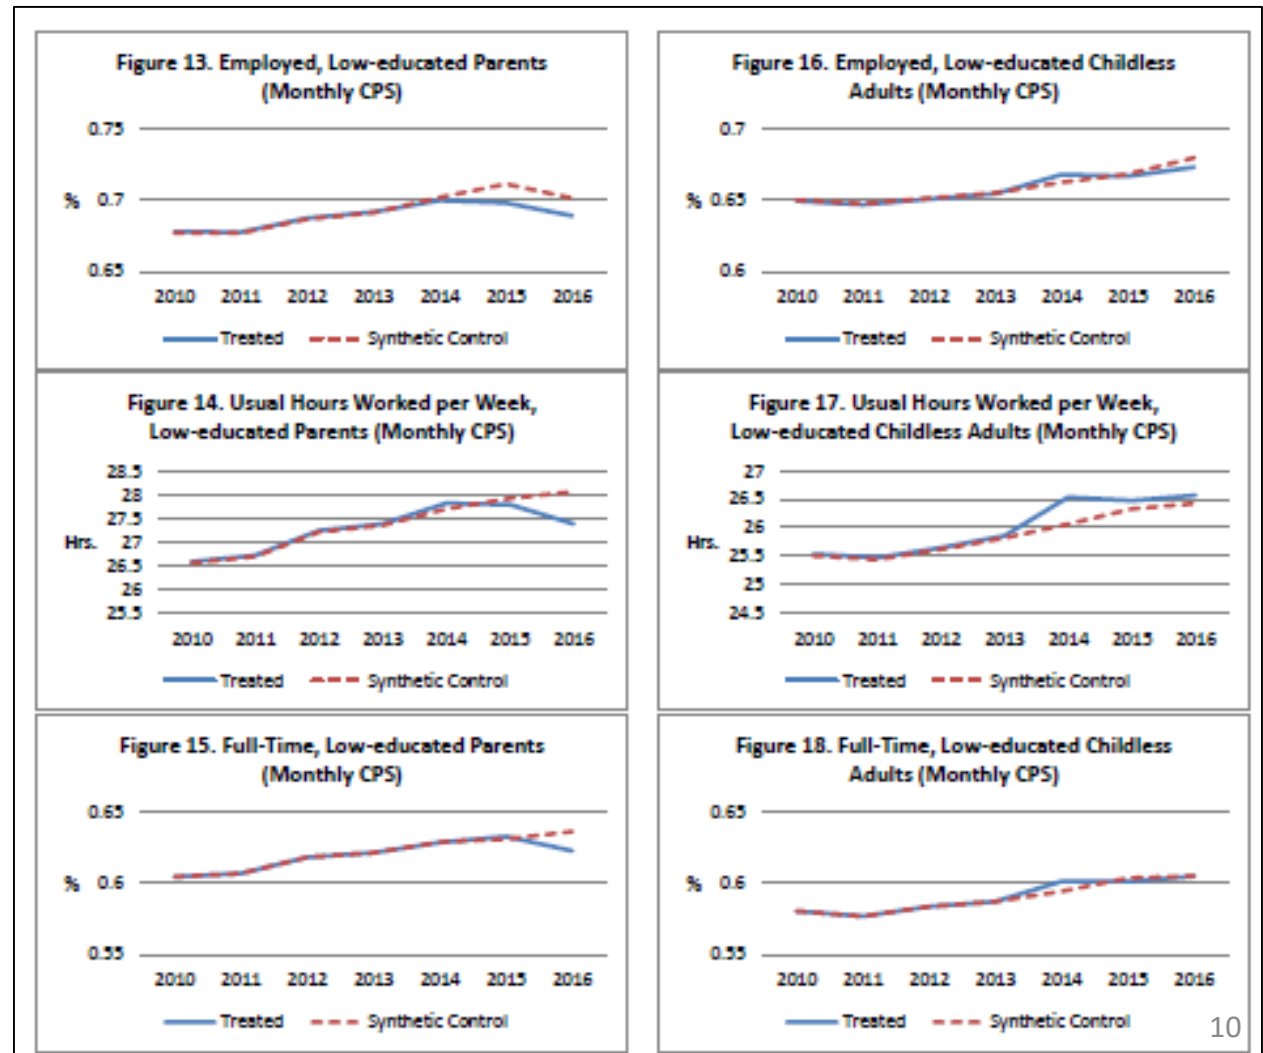 Figure 13. Employed, Low-educated Parents
(Monthly CPS)
0.75
% 0.7
0.65
2010 2011 2012 2013 2014 2015 2016
Treated Synthetic Control
Figure 16. Employed, Low-educated Childless
Adults (Monthly CPS)
0.7
% 0.65
0.6
2010 2011 2012 2013 2014 2015 2016
Treated Synthetic Control
Figure 14. Usual Hours Worked per Week,
Low-educated Parents (Monthly CPS)
28.5
28
27.5
Hrs. 27
26.5
26
25.5
2010 2011 2012 2013 2014 2015 2016
Treated Synthetic Control
Figure 17. Usual Hours Worked per Week,
Low-educated Childless Adults (Monthly CPS)
27
26.5
26
Hrs. 25.5
25
24.5
2010 2011 2012 2013 2014 2015 2016
Treated Synthetic Control
Figure 15. Full-Time, Low-educated Parents
(Monthly CPS)
0.65
% 0.6
0.55
2010 2011 2012 2013 2014 2015 2016
Treated Synthetic Control
Figure 18. Full-Time, Low-educated Childless
Adults (Monthly CPS)
0.65
% 0.6
0.55
2010 2011 2012 2013 2014 2015 2016
Treated Synthetic Control
10